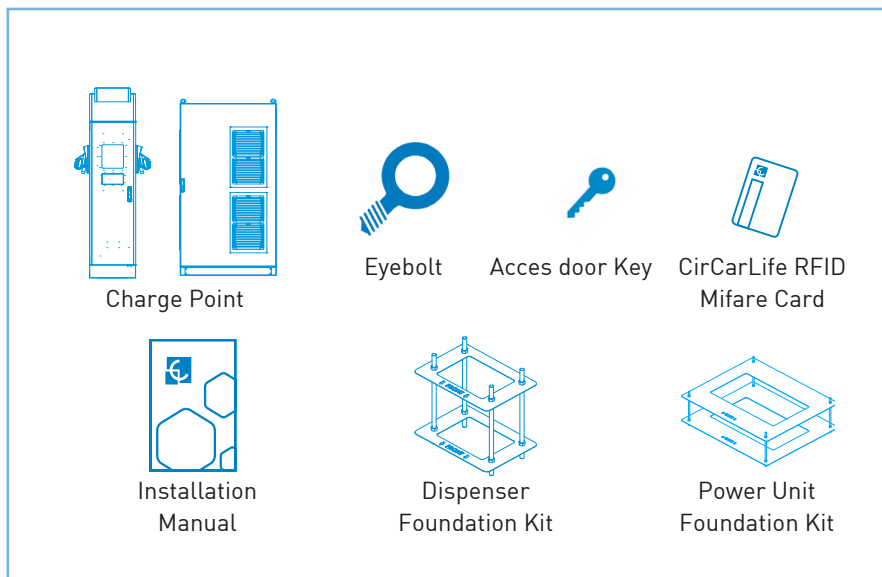 Charge Point
Eyebolt
Acces door Key
CirCarLife RFID
Mifare Card
Installation
Manual
Dispenser
Foundation Kit
Power Unit
Foundation Kit